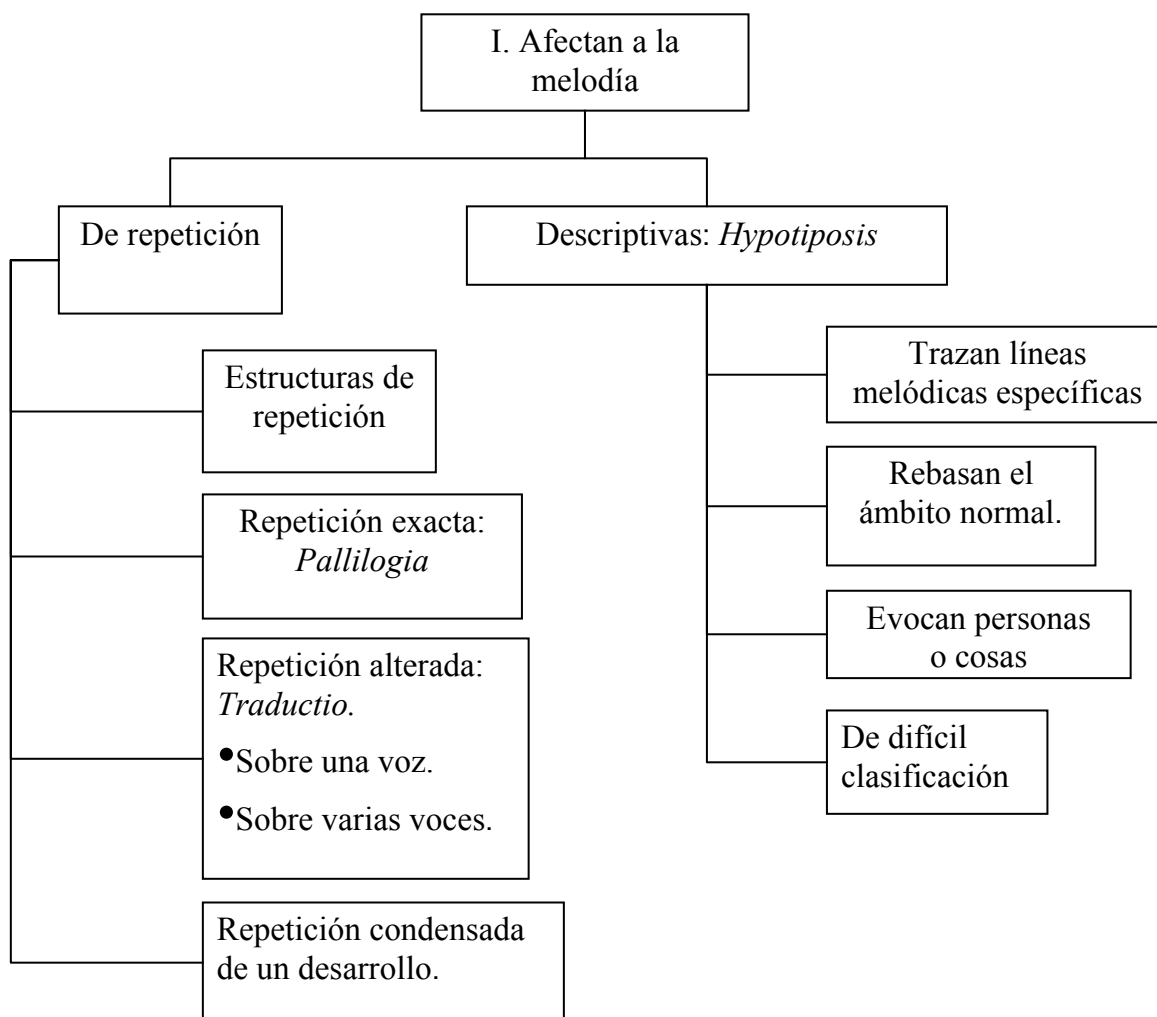 I. Afectan a la
melodía
De repetición
Descriptivas: Hypotiposis
Estructuras de
repetición
Repetición exacta:
Pallilogia
Repetición alterada:
Traductio.
•Sobre una voz.
•Sobre varias voces.
Repetición condensada
de un desarrollo.
Trazan líneas
melódicas específicas
Rebasan el
ámbito normal.
Evocan personas
o cosas
De difícil
clasificación